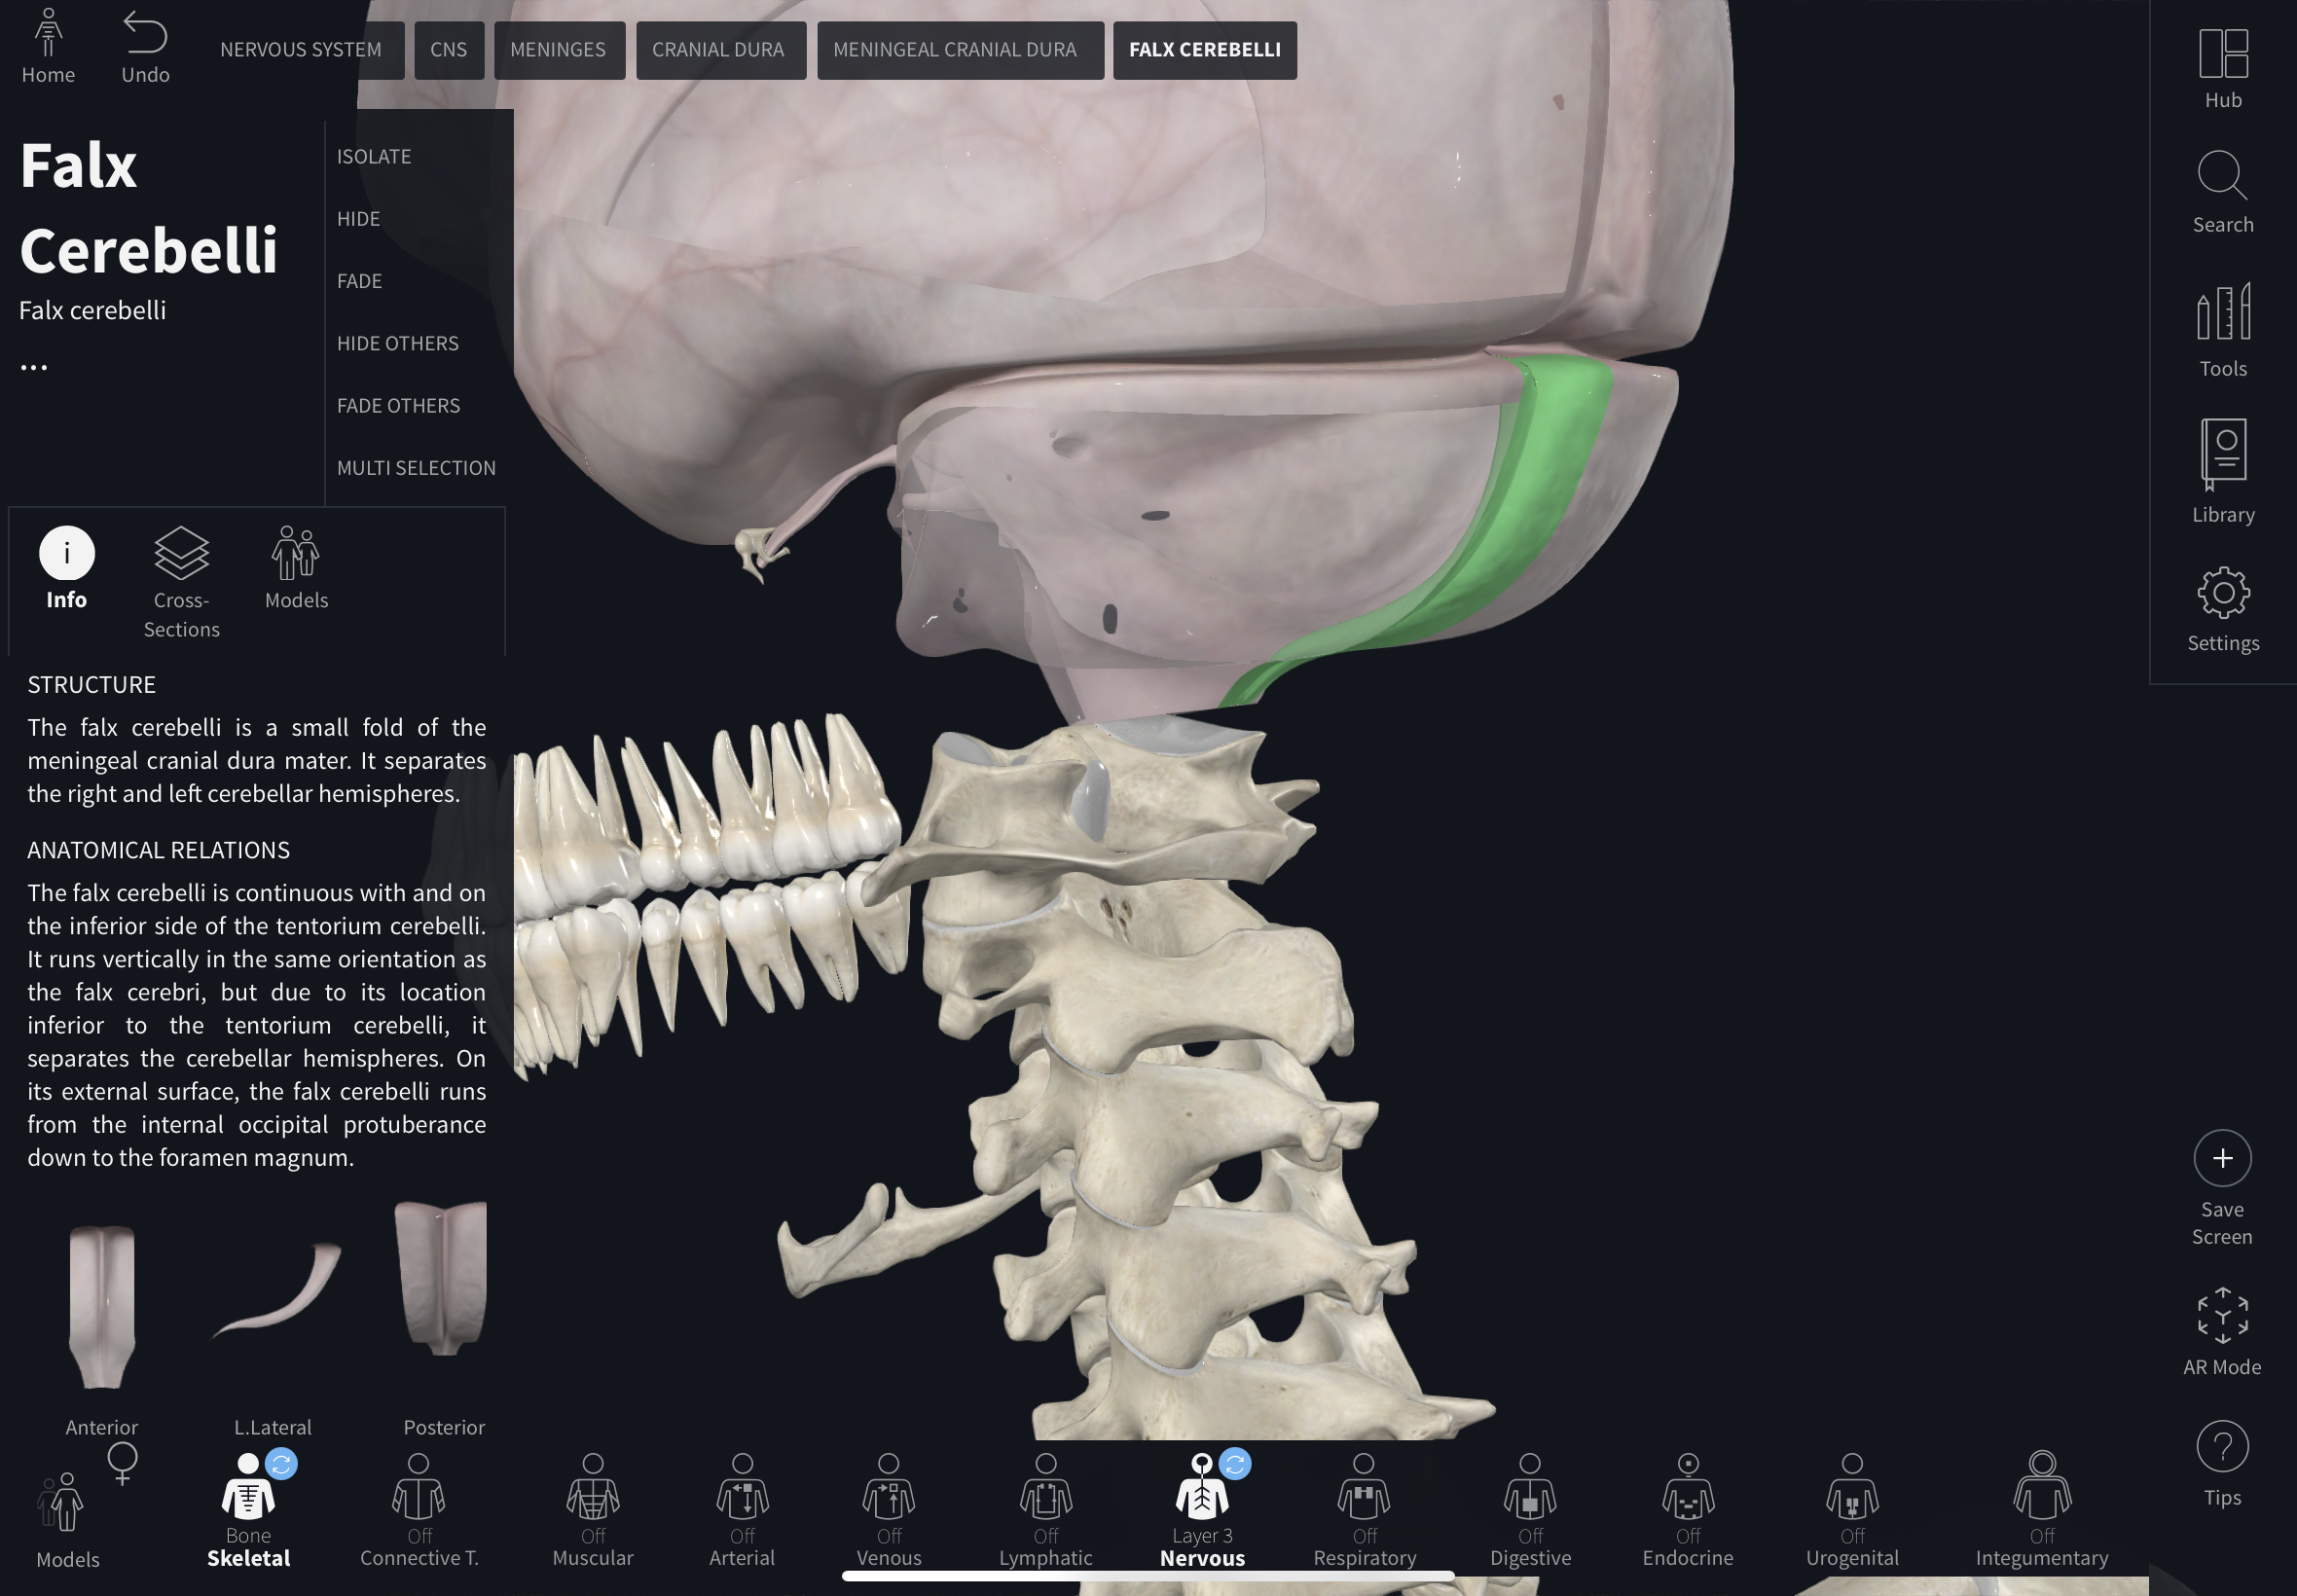 Home
Undo
NERVOUS SYSTEM
CNS
MENINGES
CRANIAL DURA
MENINGEAL CRANIAL DURA
FALX CEREBELLI
Falx
Cerebelli
Falx cerebelli
...
ISOLATE
HIDE
FADE
HIDE OTHERS
FADE OTHERS
MULTI SELECTION
i
Info
Cross-
Sections
Models
STRUCTURE
The falx cerebelli is a small fold of the
meningeal cranial dura mater. It separates
the right and left cerebellar hemispheres.
ANATOMICAL RELATIONS
The falx cerebelli is continuous with and on
the inferior side of the tentorium cerebelli.
It runs vertically in the same orientation as
the falx cerebri, but due to its location
inferior to the tentorium cerebelli, it
separates the cerebellar hemispheres. On
its external surface, the falx cerebelli runs
from the internal occipital protuberance
down to the foramen magnum.
Anterior
L.Lateral
Posterior
Hub
Search
Tools
Library
Settings
+
Save
Screen
AR Mode
?
Tips
Models
Bone
Skeletal
Off
Connective T.
Off
Muscular
Off
Arterial
Off
Venous
Off
Lymphatic
Layer 3
Nervous
Off
Respiratory
Off
Digestive
Off
Endocrine
Off
Urogenital
Off
Integumentary